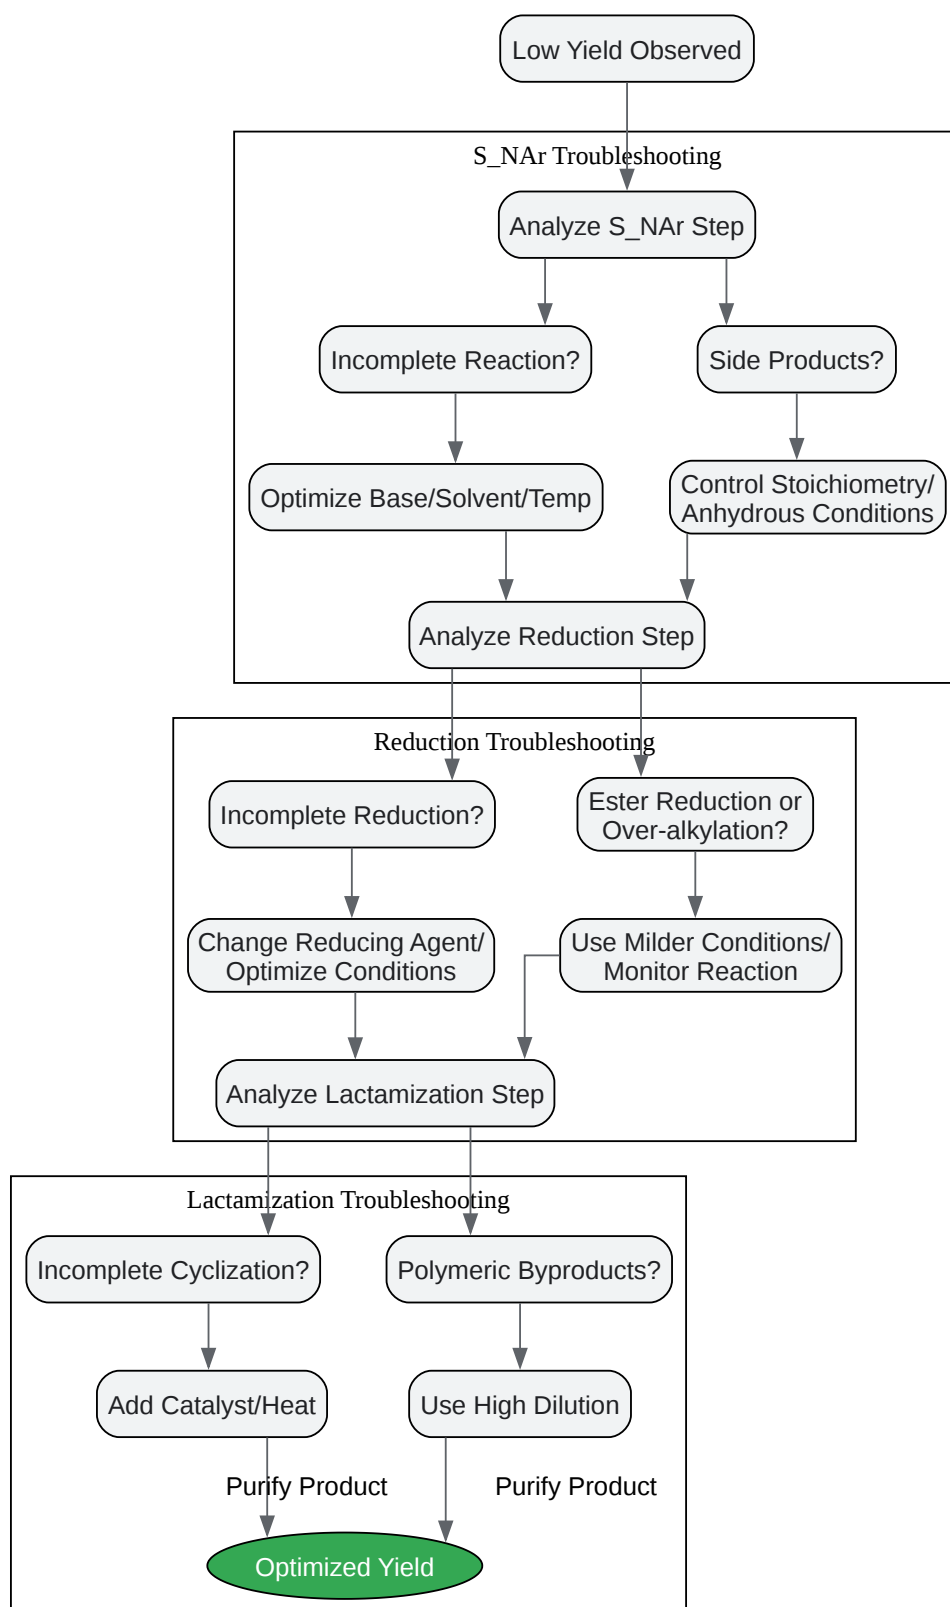 Low Yield Observed
S_NAr Troubleshooting
Analyze S_NAr Step
Incomplete Reaction?
Side Products?
Optimize Base/Solvent/Temp
Control Stoichiometry/
Anhydrous Conditions
Analyze Reduction Step
Reduction Troubleshooting
Incomplete Reduction?
Ester Reduction or
Over-alkylation?
Change Reducing Agent/
Optimize Conditions
Use Milder Conditions/
Monitor Reaction
Analyze Lactamization Step
Lactamization Troubleshooting
Incomplete Cyclization?
Polymeric Byproducts?
Add Catalyst/Heat
Use High Dilution
Purify Product
Purify Product
Optimized Yield